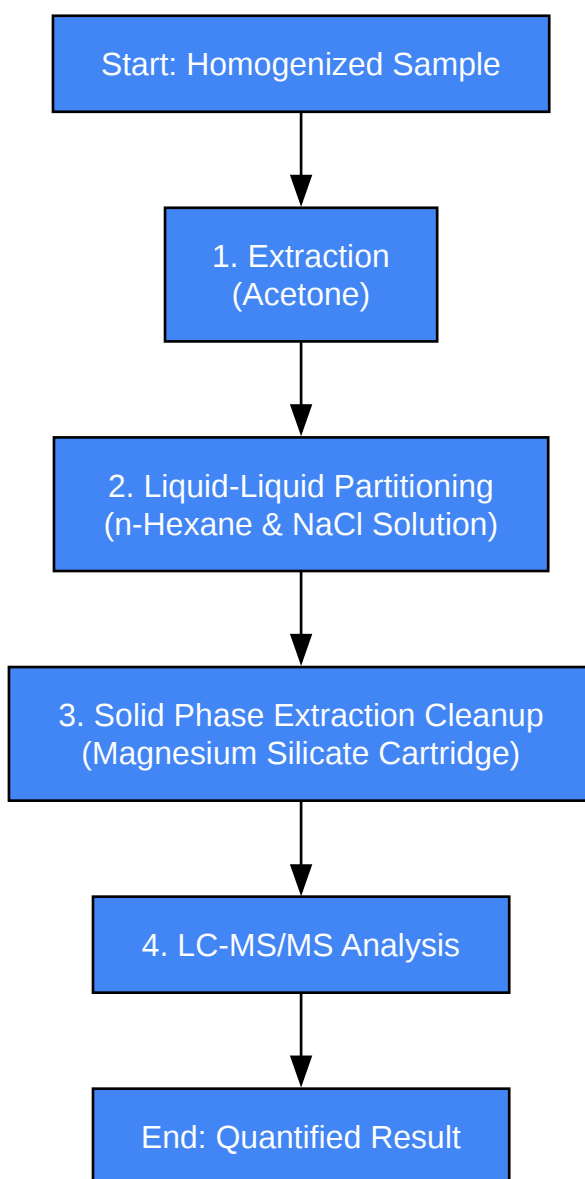 Start: Homogenized Sample
1. Extraction
(Acetone)
2. Liquid-Liquid Partitioning
(n-Hexane & NaCl Solution)
3. Solid Phase Extraction Cleanup
(Magnesium Silicate Cartridge)
4. LC-MS/MS Analysis
End: Quantified Result